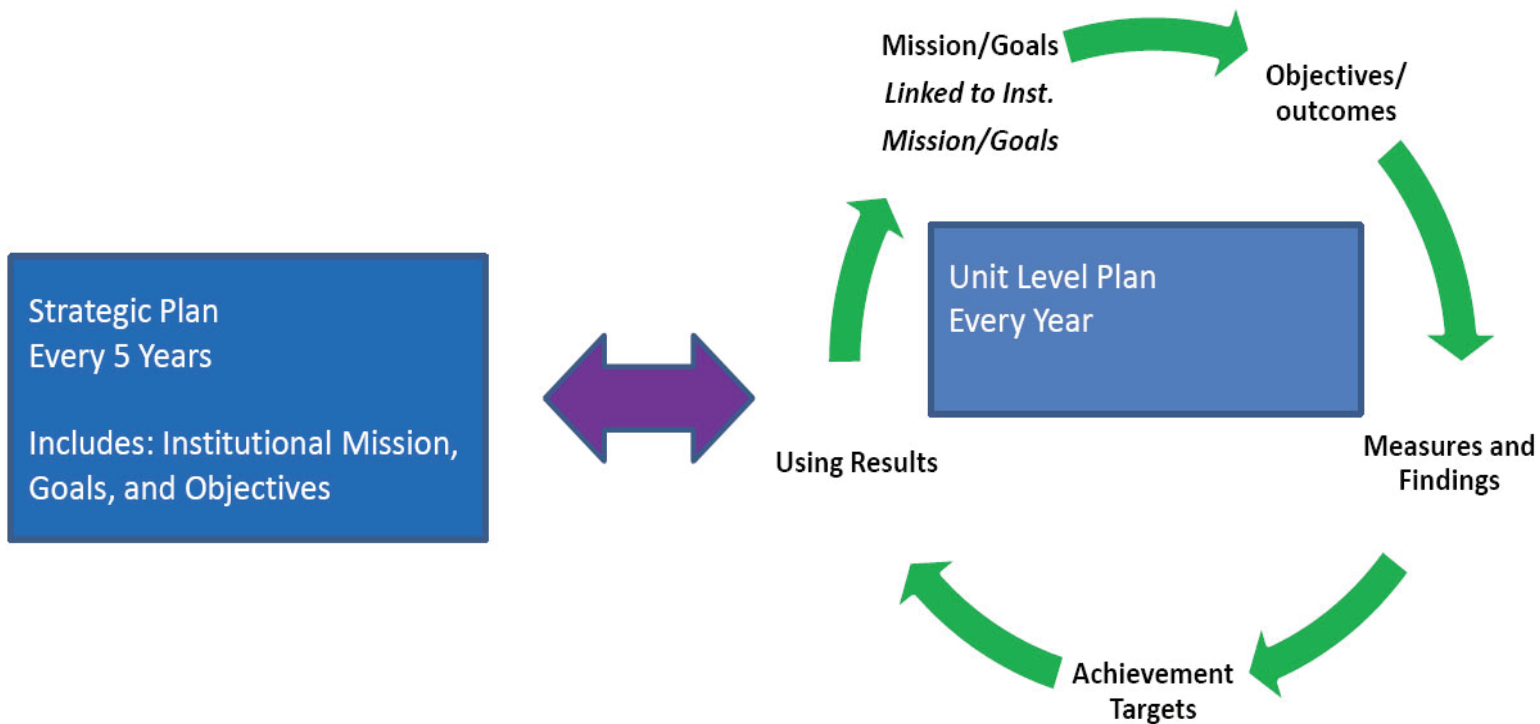 Strategic Plan
Every 5 Years
Includes: Institutional Mission,
Goals, and Objectives
Mission/Goals
Linked to Inst.
Mission/Goals
Objectives/
outcomes
Unit Level Plan
Every Year
Measures and
Findings
Achievement
Targets
Using Results